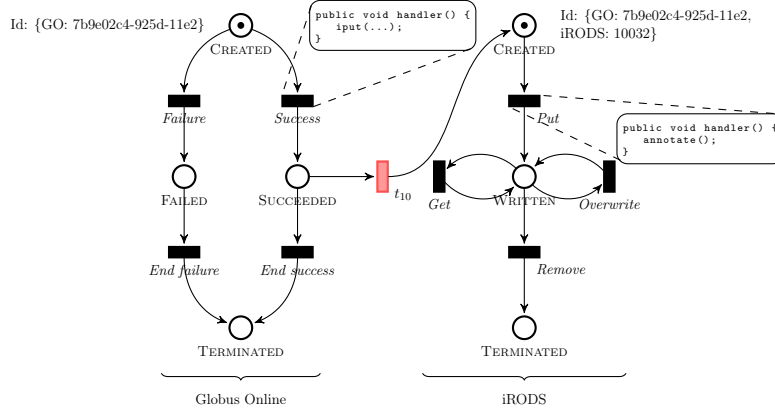 Id: {GO: 7b9e02c4-925d-11e2}
public void handler() {
iput(...);
}
Id: {GO: 7b9e02c4-925d-11e2,
iRODS: 10032}
CREATED
CREATED
Failure
Success
Put
public void handler() {
annotate();
}
FAILED
SUCCEEDED
t10
Get
WRITTEN
Overwrite
End failure
End success
Remove
TERMINATED
TERMINATED
Globus Online
iRODS